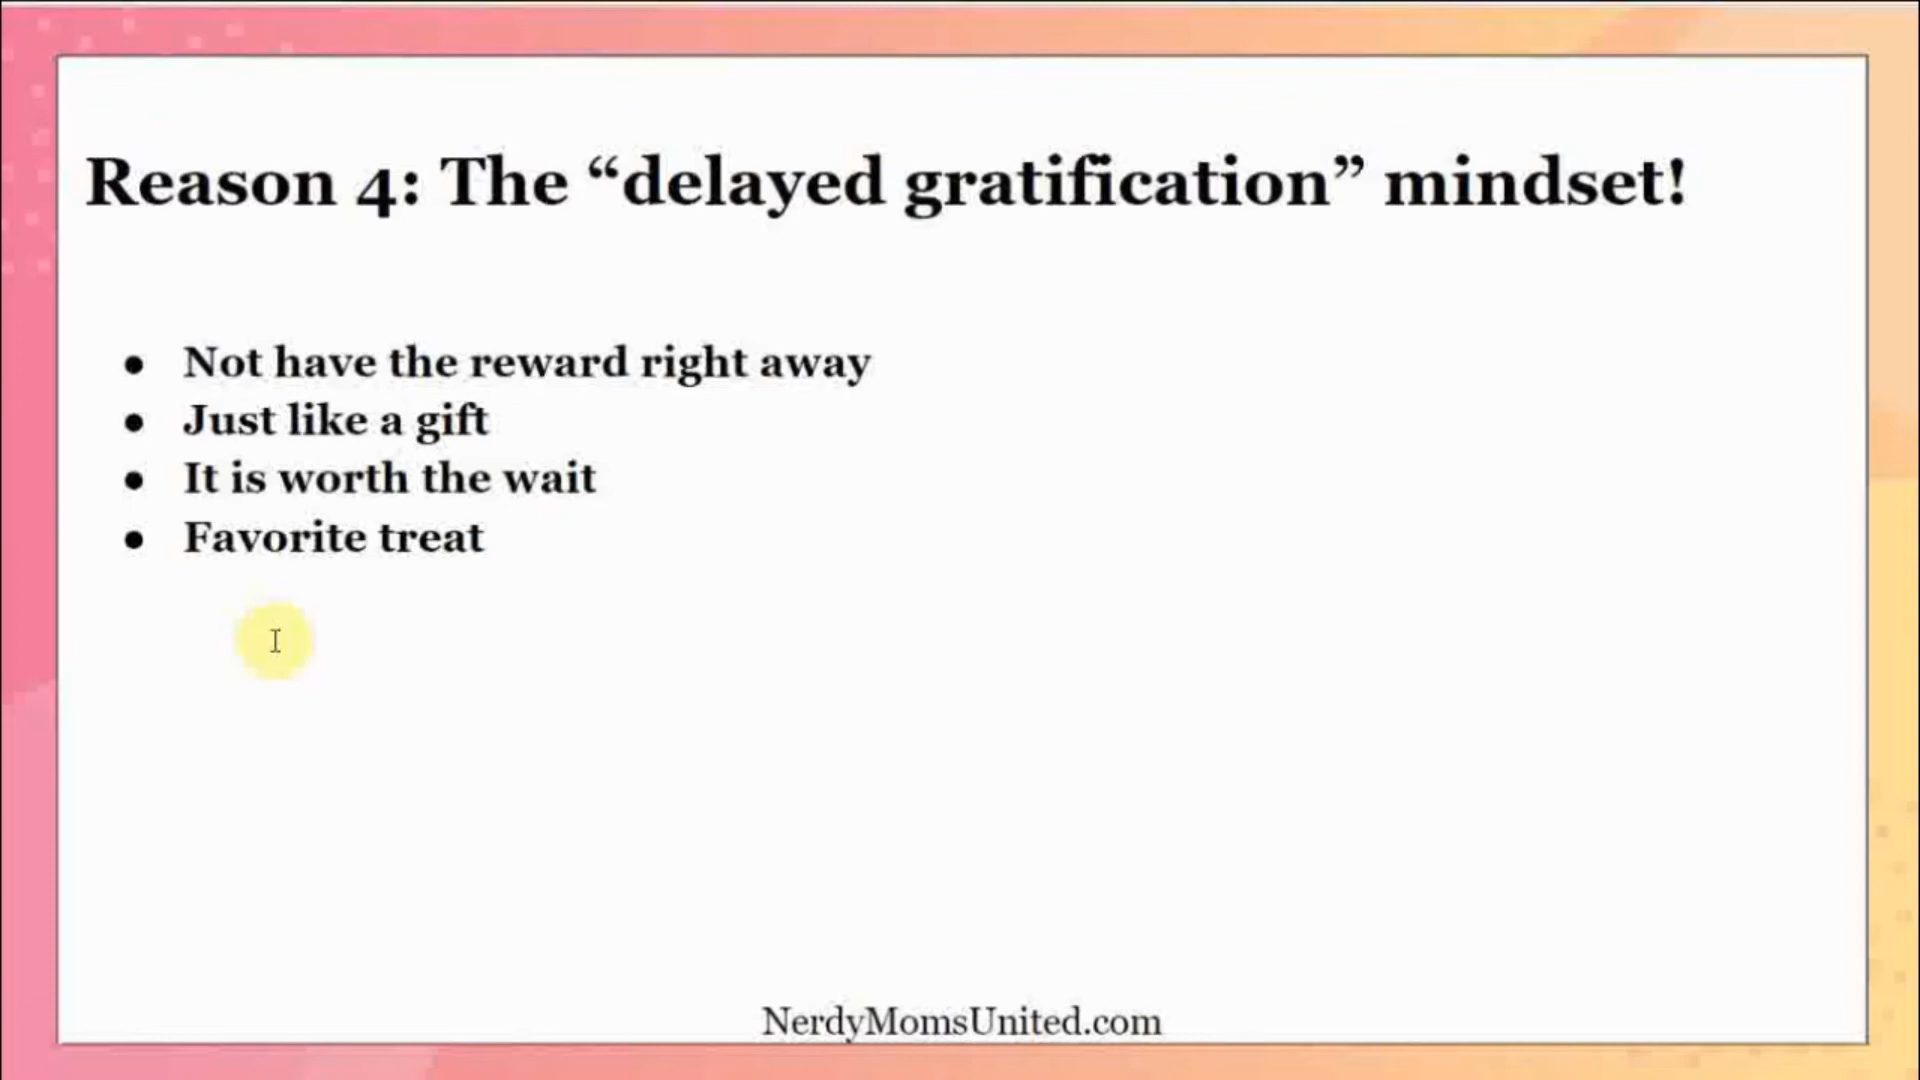 Reason 4: The “delayed gratification” mindset!
● Not have the reward right away
● Just like a gift
● It is worth the wait
● Favorite treat
NerdyMomsUnited.com